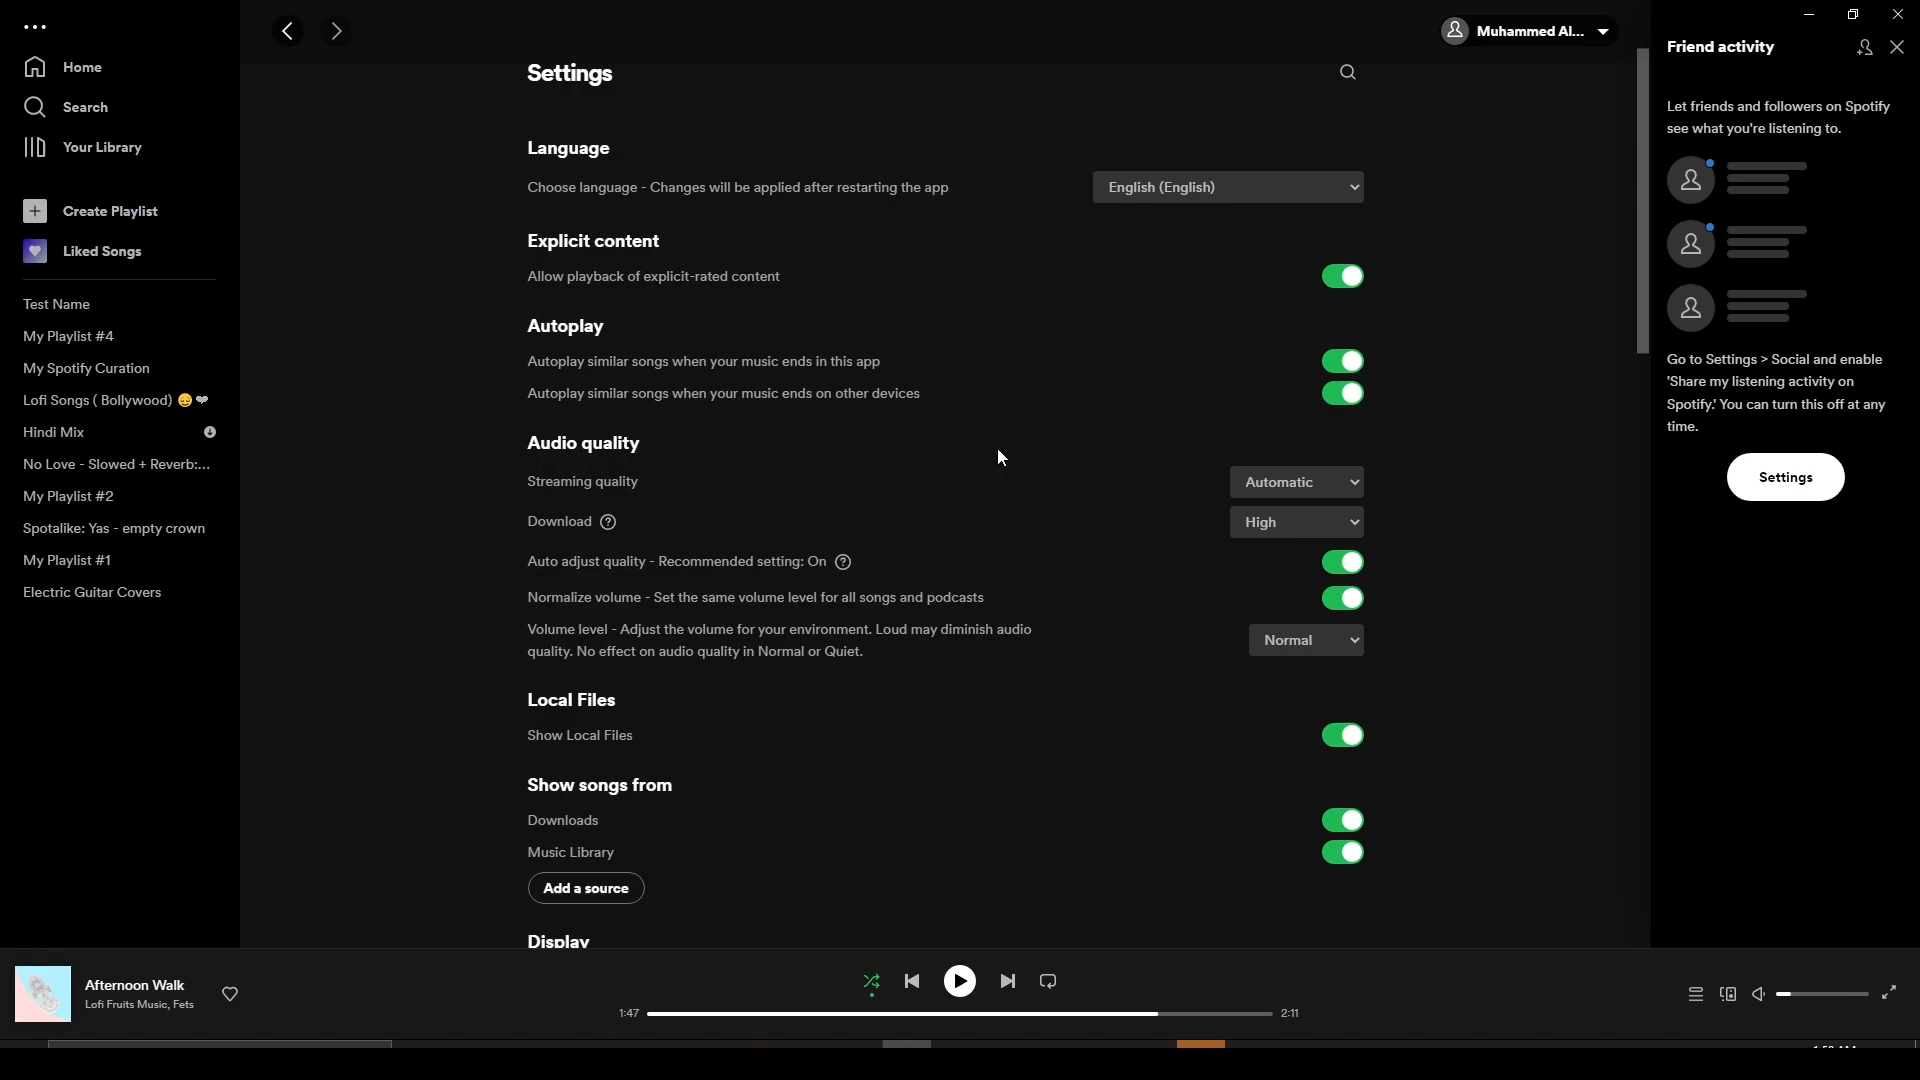 Home
Search
Your Library
Create Playlist
Liked Songs
Test Name
My Playlist #4
My Spotify Curation
Lofi Songs ( Bollywood) 😌❤
Hindi Mix
No Love - Slowed + Reverb:...
My Playlist #2
Spotalike: Yas - empty crown
My Playlist #1
Electric Guitar Covers
Muhammed Al...
Settings
Language
Choose language - Changes will be applied after restarting the app
English (English)
Explicit content
Allow playback of explicit-rated content
Autoplay
Autoplay similar songs when your music ends in this app
Autoplay similar songs when your music ends on other devices
Audio quality
Streaming quality
Automatic
Download
High
Auto adjust quality - Recommended setting: On
Normalize volume - Set the same volume level for all songs and podcasts
Volume level - Adjust the volume for your environment. Loud may diminish audio
quality. No effect on audio quality in Normal or Quiet.
Normal
Local Files
Show Local Files
Show songs from
Downloads
Music Library
Add a source
Display
Friend activity
Let friends and followers on Spotify
see what you're listening to.
Go to Settings > Social and enable
'Share my listening activity on
Spotify.' You can turn this off at any
time.
Settings
Afternoon Walk
Lofi Fruits Music, Fets
1:47
2:11